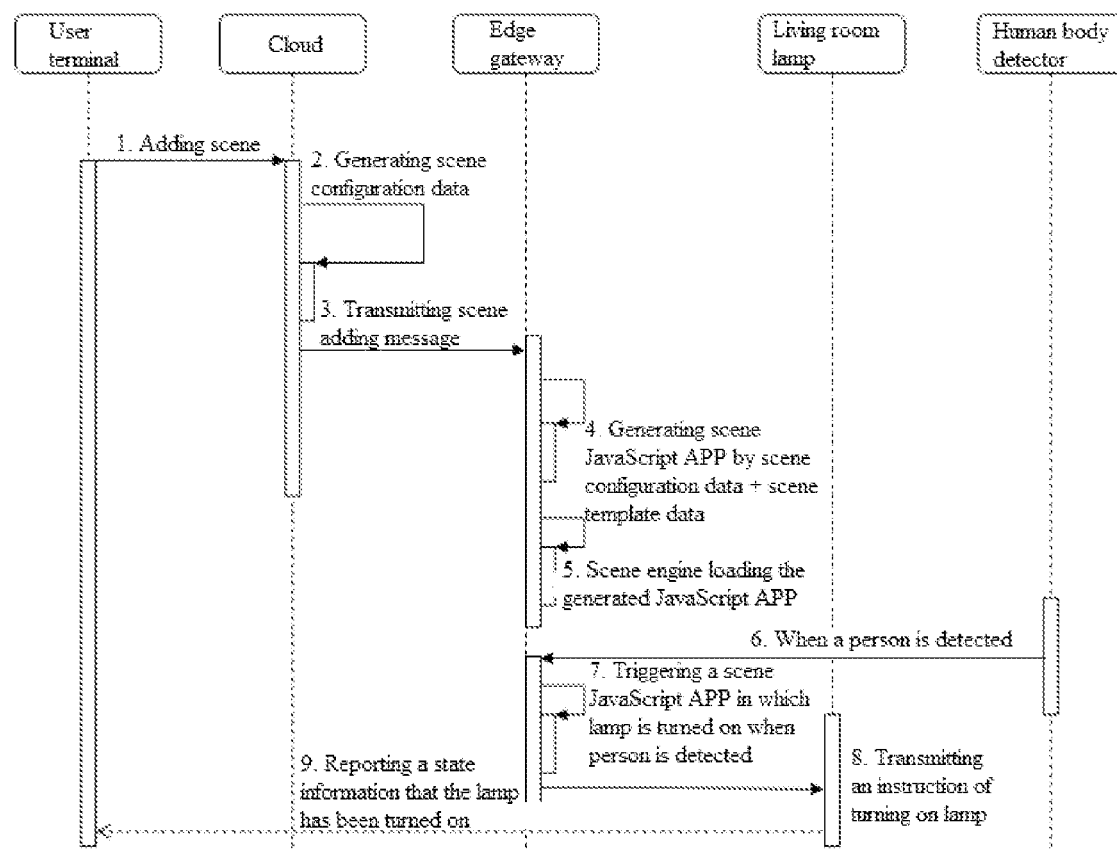 User
terminal
Cloud
Edge
gateway
Living room
lamp
Human body
detector
1. Adding scene
2. Generating scene
configuration data
3. Transmitting scene
adding message
4. Generating scene
JavaScript APP by scene
configuration data + scene
template data
5. Scene engine loading the
generated JavaScript APP
6. When a person is detected
7. Triggering a scene
JavaScript APP in which
lamp is turned on when
person is detected
8. Transmitting
an instruction of
turning on lamp
9. Reporting a state
information that the lamp
has been turned on